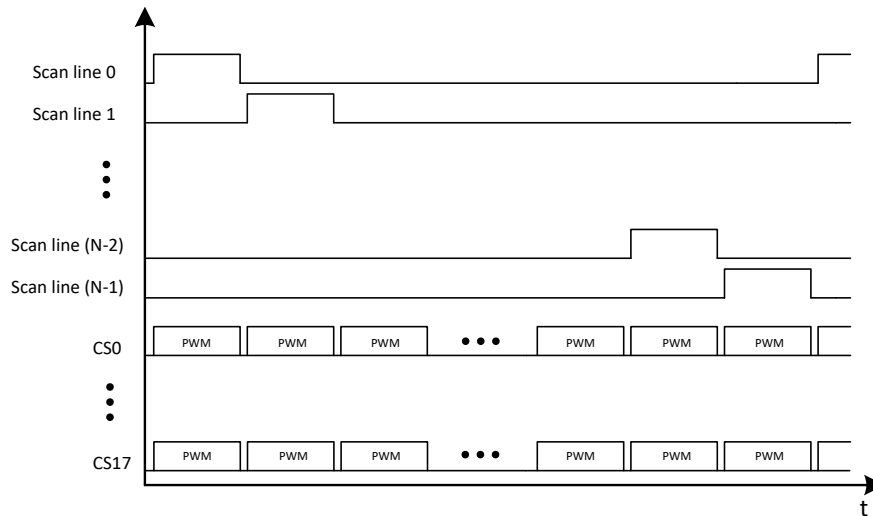 Scan line 0
Scan line 1
Scan line (N-2)
Scan line (N-1)
CS0 PWM PWM PWM PWM PWM PWM
CS17 PWM PWM PWM PWM PWM PWM
t